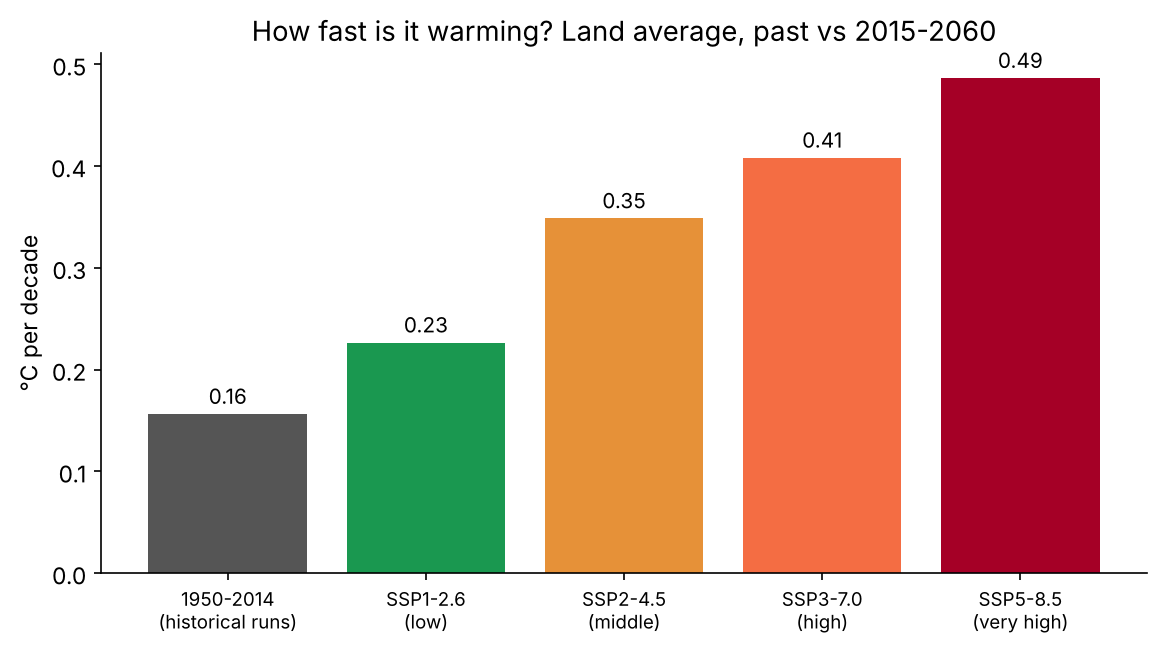 How fast is it warming? Land average, past vs 2015-2060
°C per decade
0.5
0.4
0.3
0.2
0.1
0.0
0.16
0.23
0.35
0.41
0.49
1950-2014
(historical runs)
SSP1-2.6
(low)
SSP2-4.5
(middle)
SSP3-7.0
(high)
SSP5-8.5
(very high)